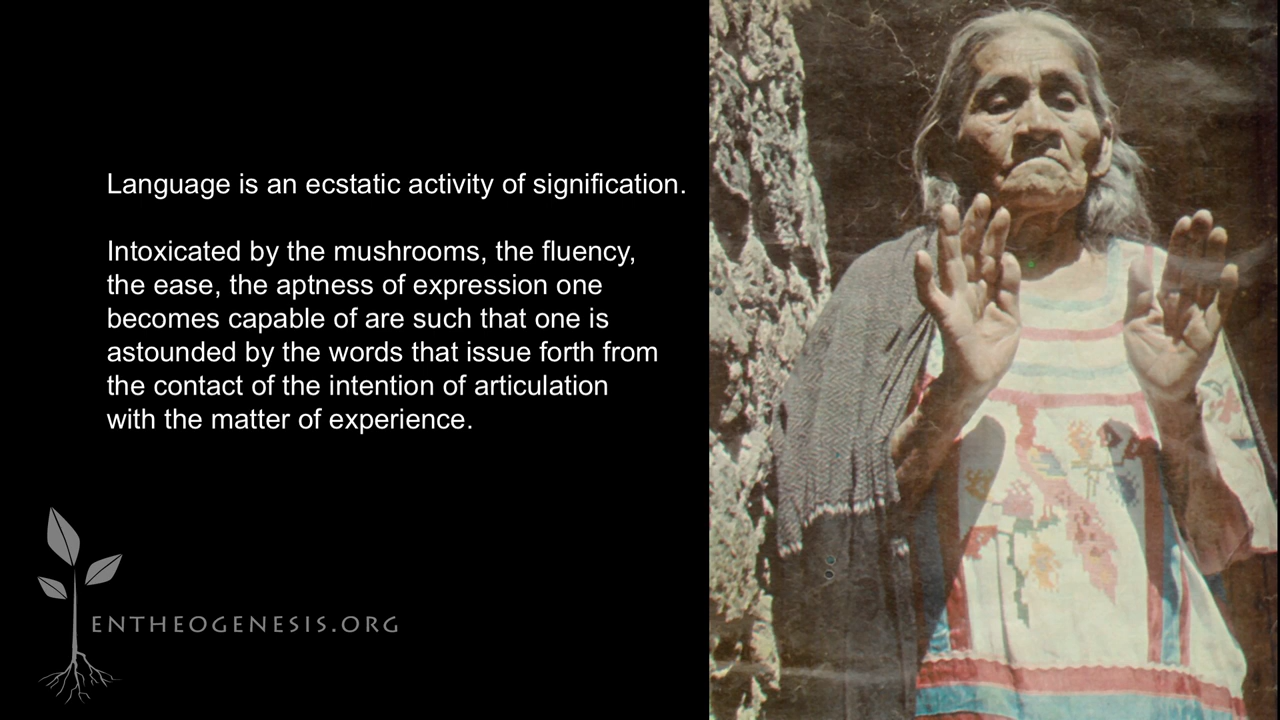 Language is an ecstatic activity of signification.
Intoxicated by the mushrooms, the fluency,
the ease, the aptness of expression one
becomes capable of are such that one is
astounded by the words that issue forth from
the contact of the intention of articulation
with the matter of experience.
ENTHEOGENESIS.ORG